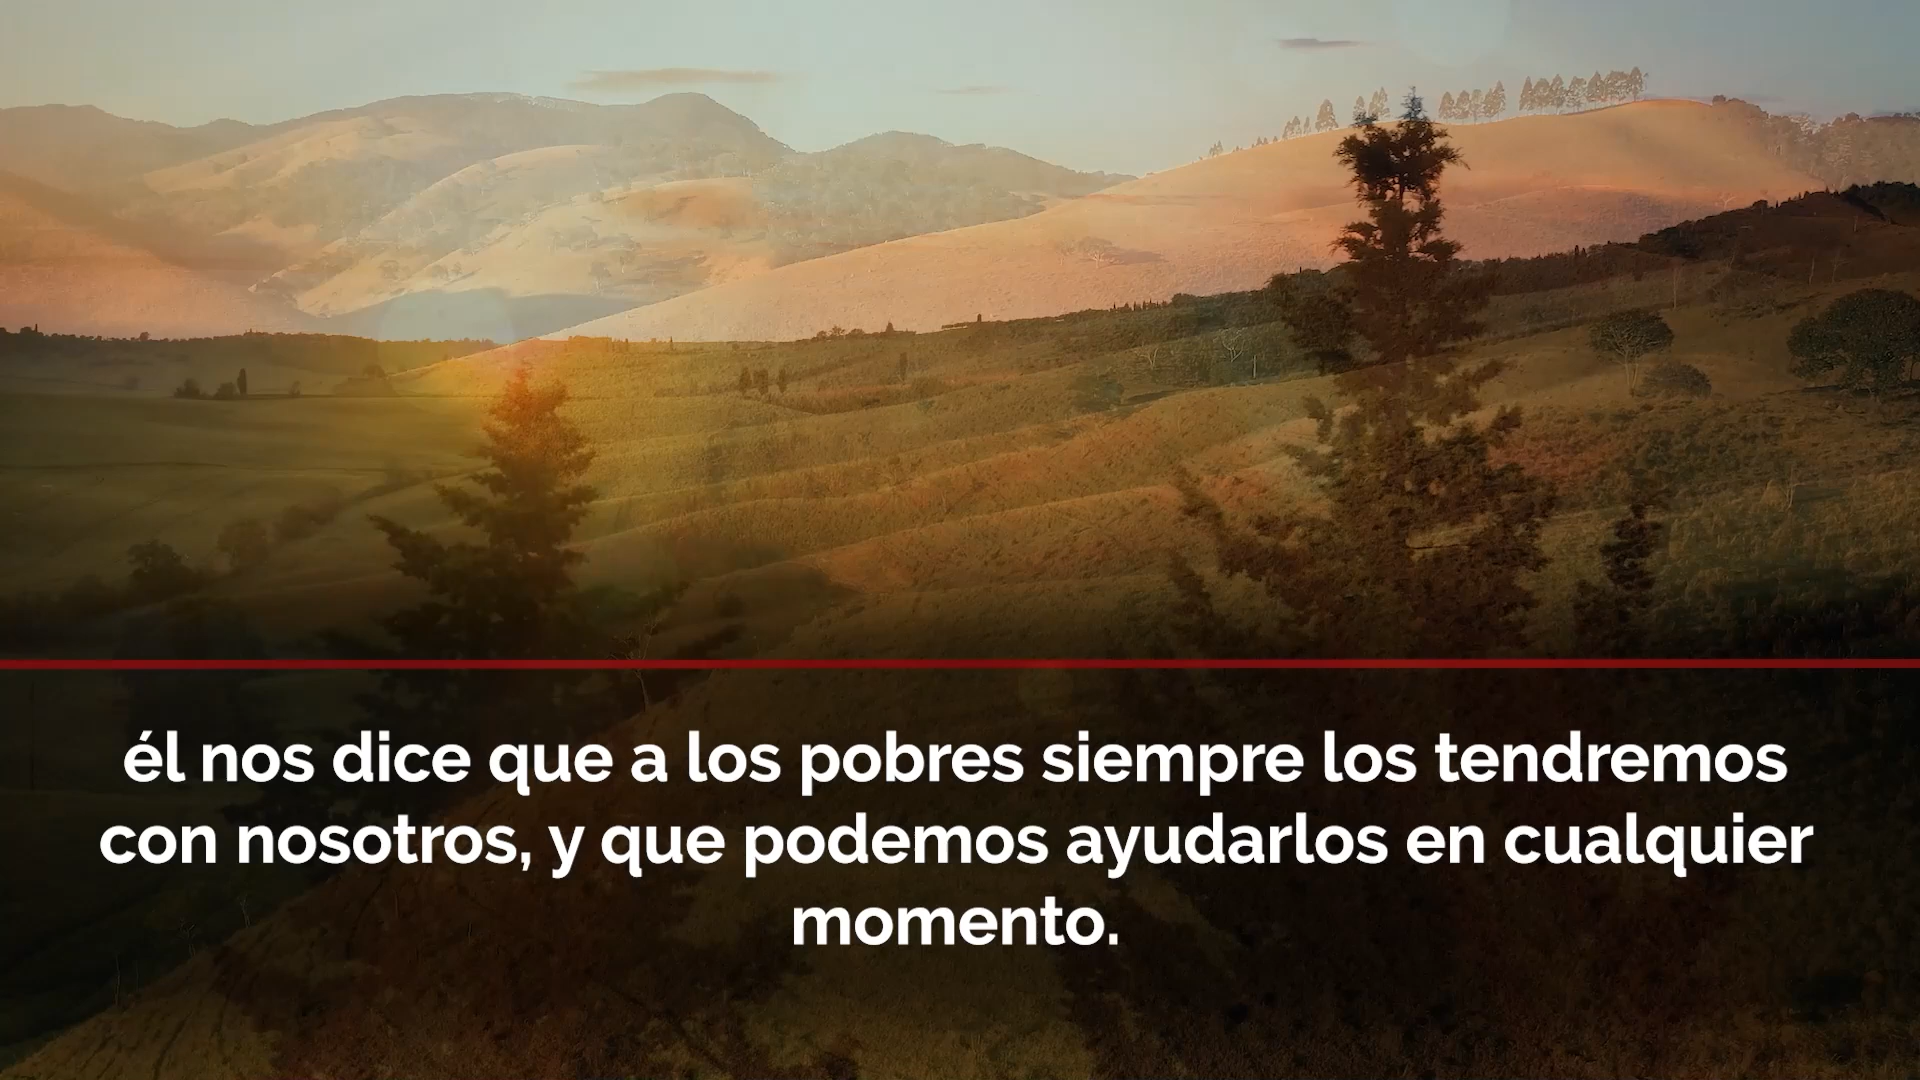 él nos dice que a los pobres siempre los tendremos
con nosotros, y que podemos ayudarlos en cualquier
momento.